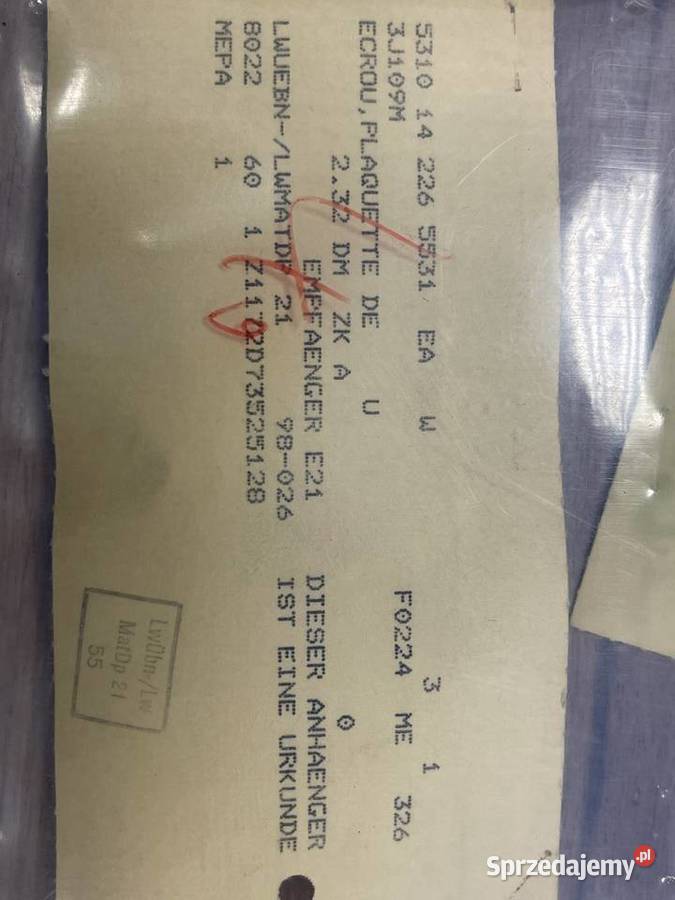 5310 14 226 5531 EA W 3 1
3J109M F0224 ME 326
ECROU,PLAQUETTE DE U
2.32 DM ZK A 0
EMPFAENGER E21 DIESER ANHAENGER
LWUEBN-/LWMATDP 21 98-026 IST EINE URKUNDE
8022 60 1 Z1172D73525128
MEPA 1
LwÜbn-/Lw
MatDp 21
55
Sprzedajemy.pl